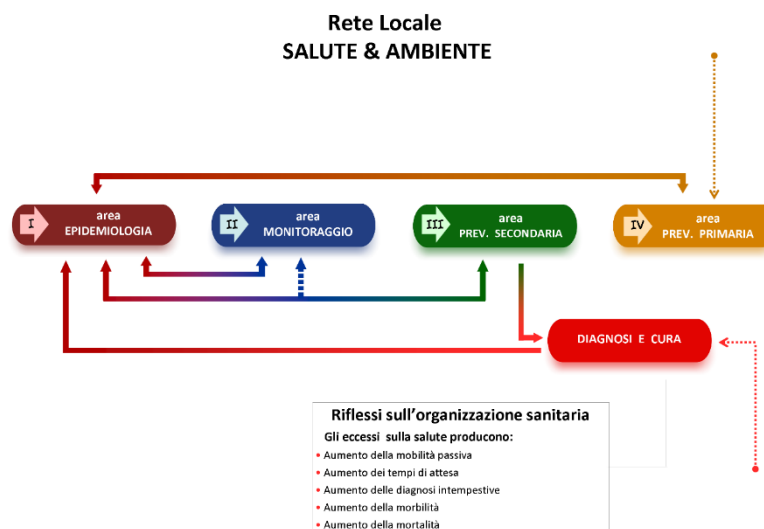 Rete Locale
SALUTE & AMBIENTE
I
area
EPIDEMIOLOGIA
II
area
MONITORAGGIO
III
area
PREV. SECONDARIA
IV
area
PREV. PRIMARIA
DIAGNOSI E CURA
Riflessi sull'organizzazione sanitaria
Gli eccessi sulla salute producono:
• Aumento della mobilità passiva
• Aumento dei tempi di attesa
• Aumento delle diagnosi intempestive
• Aumento della morbilità
• Aumento della mortalità